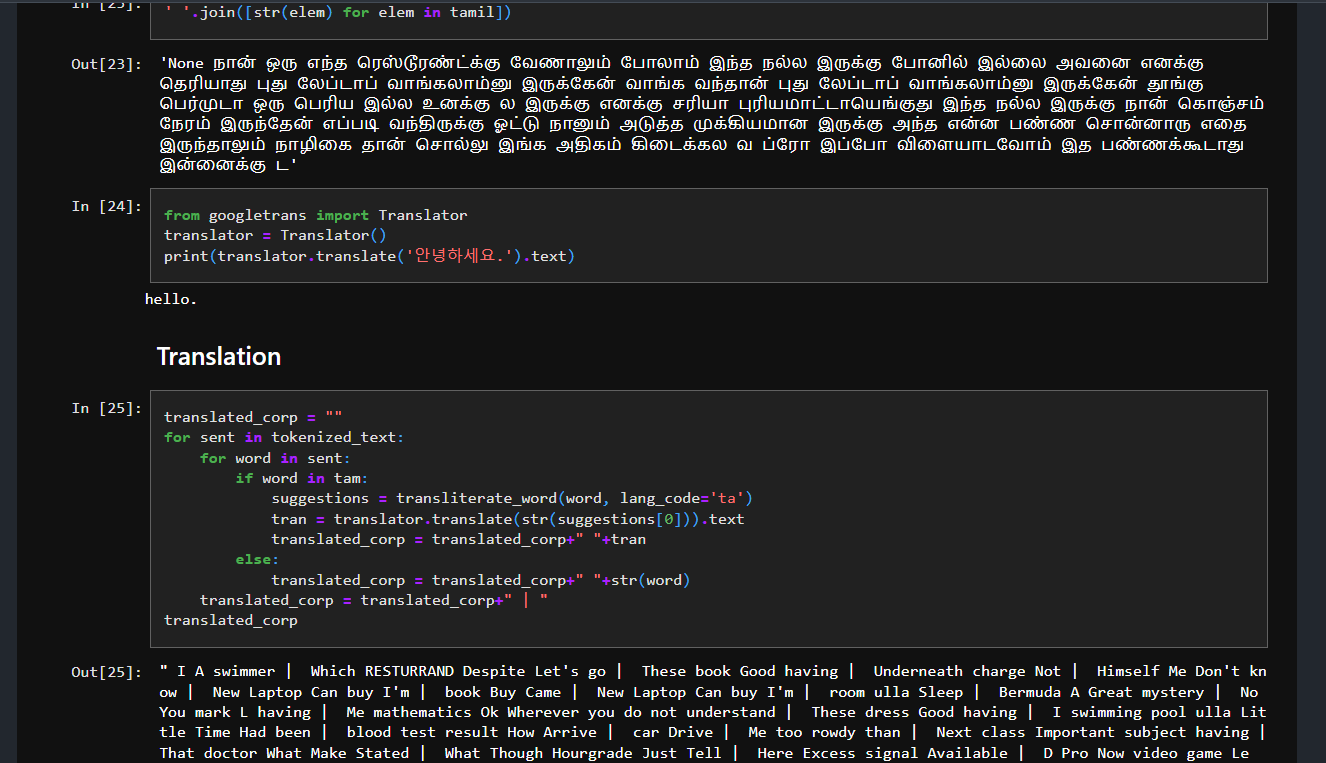 In [23]: ' '.join([str(elem) for elem in tamil])
Out[23]: 'None நான் ஒரு எந்த ரெஸ்டூரண்ட்க்கு வேணாலும் போலாம் இந்த நல்ல இருக்கு போனில் இல்லை அவனை எனக்கு
தெரியாது புது லேப்டாப் வாங்கலாம்னு இருக்கேன் வாங்க வந்தான் புது லேப்டாப் வாங்கலாம்னு இருக்கேன் தூங்கு
பெர்முடா ஒரு பெரிய இல்ல உனக்கு ல இருக்கு எனக்கு சரியா புரியமாட்டாயெங்குது இந்த நல்ல இருக்கு நான் கொஞ்சம்
நேரம் இருந்தேன் எப்படி வந்திருக்கு ஓட்டு நானும் அடுத்த முக்கியமான இருக்கு அந்த என்ன பண்ண சொன்னாரு எதை
இருந்தாலும் நாழிகை தான் சொல்லு இங்க அதிகம் கிடைக்கல வ ப்ரோ இப்போ விளையாடவோம் இத பண்ணக்கூடாது
இன்னைக்கு ட'
In [24]: from googletrans import Translator
translator = Translator()
print(translator.translate('안녕하세요.').text)
hello.
Translation
In [25]: translated_corp = ""
for sent in tokenized_text:
for word in sent:
if word in tam:
suggestions = transliterate_word(word, lang_code='ta')
tran = translator.translate(str(suggestions[0])).text
translated_corp = translated_corp+" "+tran
else:
translated_corp = translated_corp+" "+str(word)
translated_corp = translated_corp+" | "
translated_corp
Out[25]: " I A swimmer |  Which RESTURRAND Despite Let's go |  These book Good having |  Underneath charge Not |  Himself Me Don't kn
ow |  New Laptop Can buy I'm |  book Buy Came |  New Laptop Can buy I'm |  room ulla Sleep |  Bermuda A Great mystery |  No
You mark L having |  Me mathematics Ok Wherever you do not understand |  These dress Good having |  I swimming pool ulla Lit
tle Time Had been |  blood test result How Arrive |  car Drive |  Me too rowdy than |  Next class Important subject having |
That doctor What Make Stated |  What Though Hourgrade Just Tell |  Here Excess signal Available |  D Pro Now video game Le